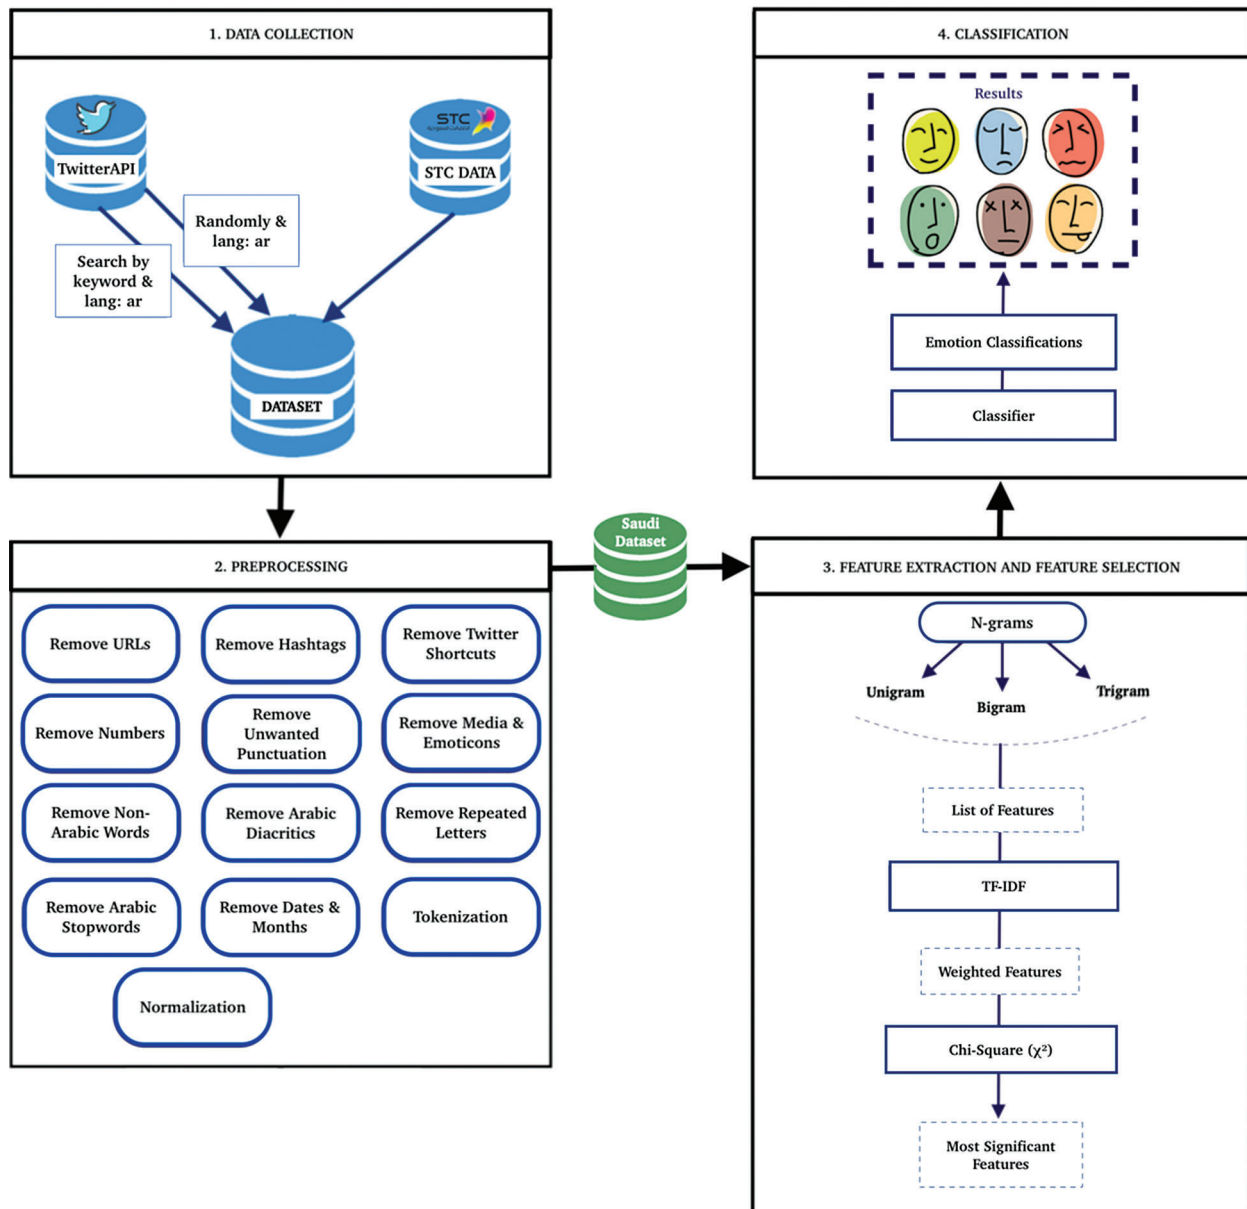 1. DATA COLLECTION
TwitterAPI
STC
STC DATA
Randomly &
lang: ar
Search by
keyword &
lang: ar
DATASET
2. PREPROCESSING
Remove URLs
Remove Hashtags
Remove Twitter
Shortcuts
Remove Numbers
Remove
Unwanted
Punctuation
Remove Media &
Emoticons
Remove Non-
Arabic Words
Remove Arabic
Diacritics
Remove Repeated
Letters
Remove Arabic
Stopwords
Remove Dates &
Months
Tokenization
Normalization
Saudi
Dataset
3. FEATURE EXTRACTION AND FEATURE SELECTION
N-grams
Unigram
Bigram
Trigram
List of Features
TF-IDF
Weighted Features
Chi-Square (χ²)
Most Significant
Features
4. CLASSIFICATION
Results
Emotion Classifications
Classifier